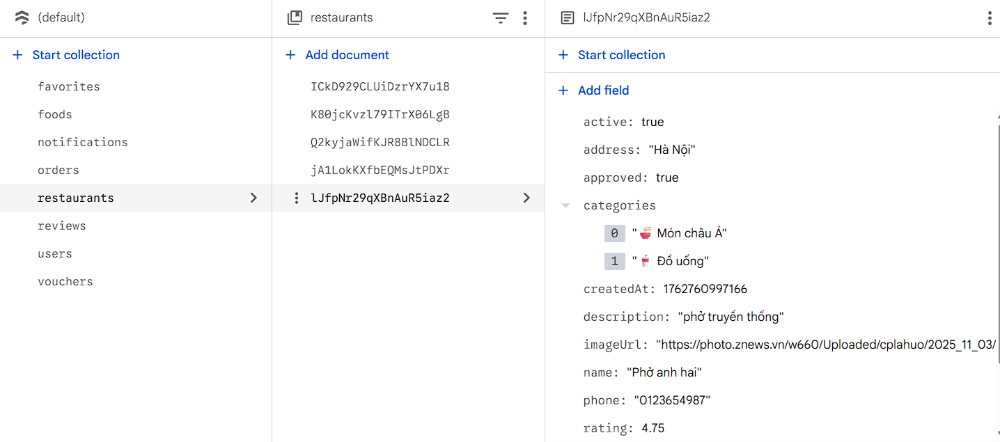 (default)
Start collection
favorites
foods
notifications
orders
restaurants
reviews
users
vouchers
restaurants
Add document
ICkD929CLUiDzrYX7u18
K80jcKvzl79ITrX06LgB
Q2kyjaWifKJR8BlNDCLR
jA1LokKXfbEQMsJtPDXr
lJfpNr29qXBnAuR5iaz2
lJfpNr29qXBnAuR5iaz2
Start collection
Add field
active: true
address: "Hà Nội"
approved: true
categories
0 "🍜 Món châu Á"
1 "🥤 Đồ uống"
createdAt: 1762760997166
description: "phở truyền thống"
imageUrl: "https://photo.znews.vn/w660/Uploaded/cplahuo/2025_11_03/
name: "Phở anh hai"
phone: "0123654987"
rating: 4.75